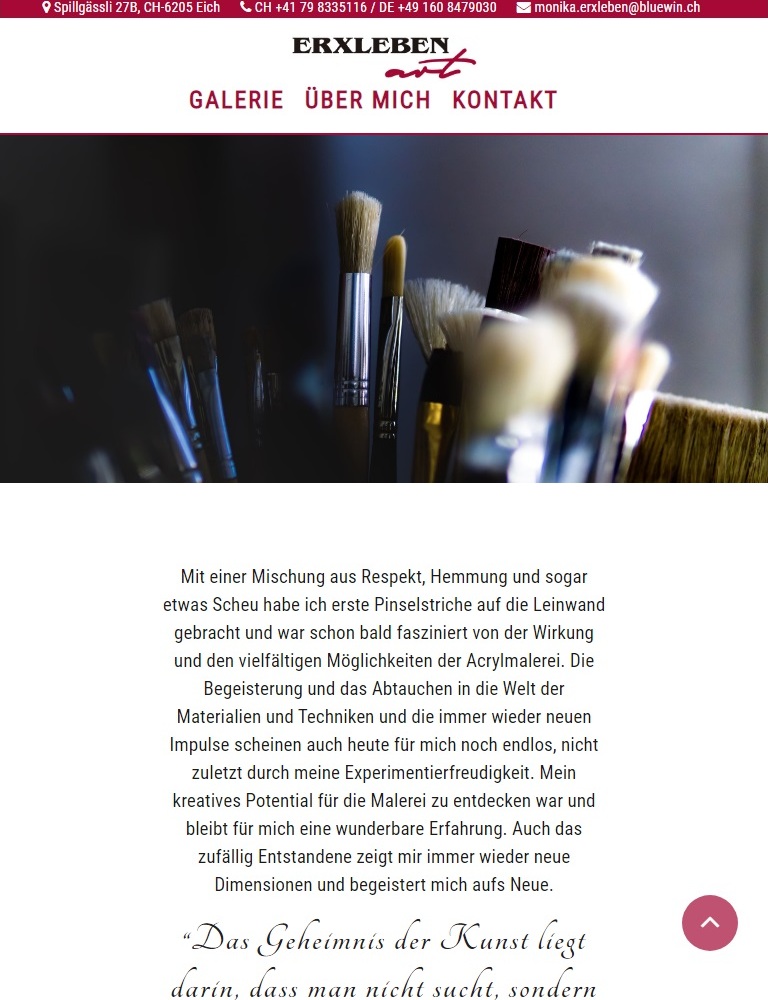 Spillgässli 27B, CH-6205 Eich CH +41 79 8335116 / DE +49 160 8479030 monika.erxleben@bluewin.ch
ERXLEBEN
art
GALERIE ÜBER MICH KONTAKT
Mit einer Mischung aus Respekt, Hemmung und sogar
etwas Scheu habe ich erste Pinselstriche auf die Leinwand
gebracht und war schon bald fasziniert von der Wirkung
und den vielfältigen Möglichkeiten der Acrylmalerei. Die
Begeisterung und das Abtauchen in die Welt der
Materialien und Techniken und die immer wieder neuen
Impulse scheinen auch heute für mich noch endlos, nicht
zuletzt durch meine Experimentierfreudigkeit. Mein
kreatives Potential für die Malerei zu entdecken war und
bleibt für mich eine wunderbare Erfahrung. Auch das
zufällig Entstandene zeigt mir immer wieder neue
Dimensionen und begeistert mich aufs Neue.
“Das Geheimnis der Kunst liegt
darin, dass man nicht sucht, sondern